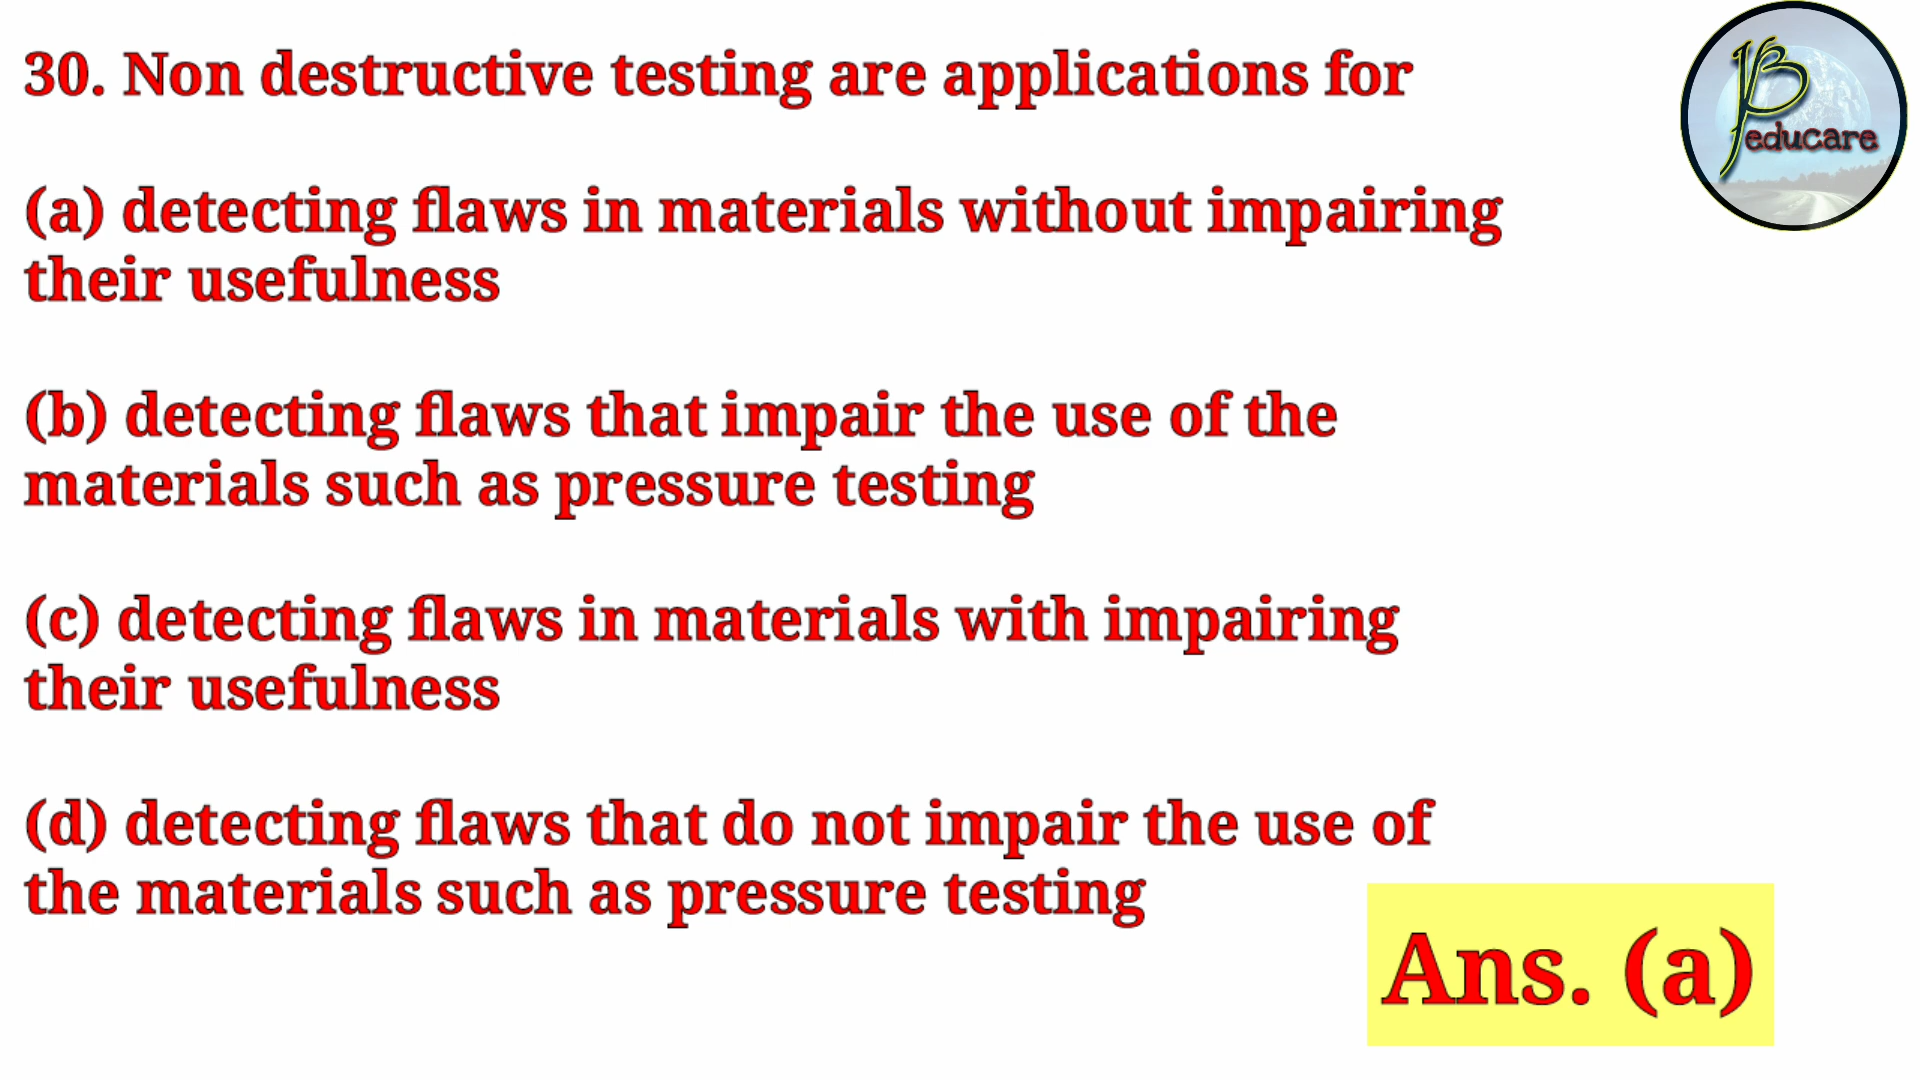 30. Non destructive testing are applications for
(a) detecting flaws in materials without impairing
their usefulness
(b) detecting flaws that impair the use of the
materials such as pressure testing
(c) detecting flaws in materials with impairing
their usefulness
(d) detecting flaws that do not impair the use of
the materials such as pressure testing
Ans. (a)
educare